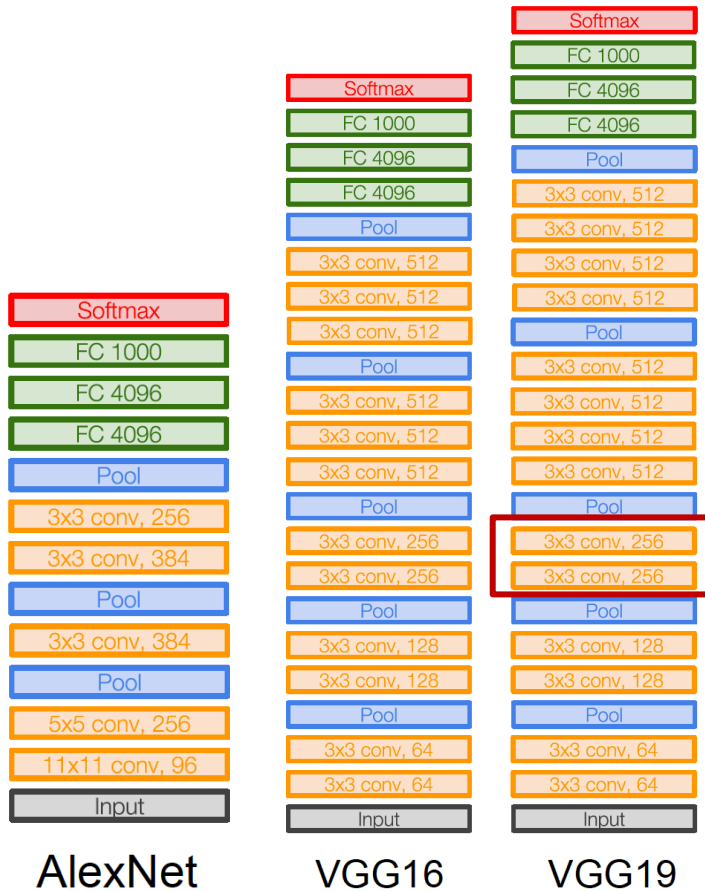 Softmax
FC 1000
FC 4096
FC 4096
Pool
3x3 conv, 256
3x3 conv, 384
Pool
3x3 conv, 384
Pool
5x5 conv, 256
11x11 conv, 96
Input
AlexNet
Softmax
FC 1000
FC 4096
FC 4096
Pool
3x3 conv, 512
3x3 conv, 512
3x3 conv, 512
Pool
3x3 conv, 512
3x3 conv, 512
3x3 conv, 512
Pool
3x3 conv, 256
3x3 conv, 256
Pool
3x3 conv, 128
3x3 conv, 128
Pool
3x3 conv, 64
3x3 conv, 64
Input
VGG16
Softmax
FC 1000
FC 4096
FC 4096
Pool
3x3 conv, 512
3x3 conv, 512
3x3 conv, 512
3x3 conv, 512
Pool
3x3 conv, 512
3x3 conv, 512
3x3 conv, 512
3x3 conv, 512
Pool
3x3 conv, 256
3x3 conv, 256
Pool
3x3 conv, 128
3x3 conv, 128
Pool
3x3 conv, 64
3x3 conv, 64
Input
VGG19